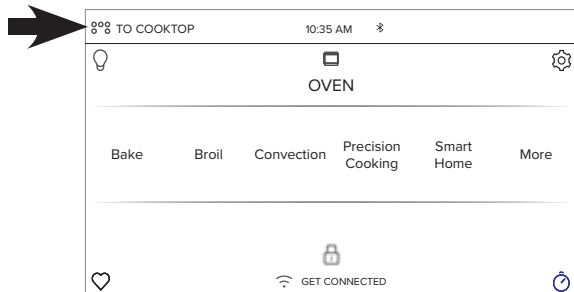 TO COOKTOP 10:35 AM
OVEN
Bake Broil Convection Precision Cooking Smart Home More
GET CONNECTED